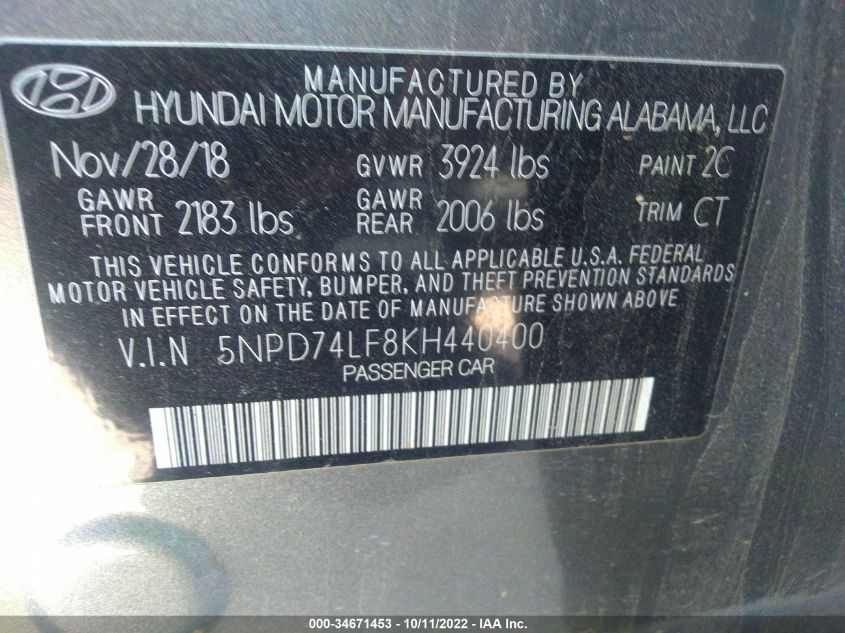 MANUFACTURED BY
HYUNDAI MOTOR MANUFACTURING ALABAMA, LLC
Nov/28/18 GVWR 3924 lbs PAINT 2C
GAWR FRONT 2183 lbs GAWR REAR 2006 lbs TRIM CT
THIS VEHICLE CONFORMS TO ALL APPLICABLE U.S.A. FEDERAL
MOTOR VEHICLE SAFETY, BUMPER, AND THEFT PREVENTION STANDARDS
IN EFFECT ON THE DATE OF MANUFACTURE SHOWN ABOVE
V.I.N 5NPD74LF8KH440400
PASSENGER CAR
000-34671453 - 10/11/2022 - IAA Inc.